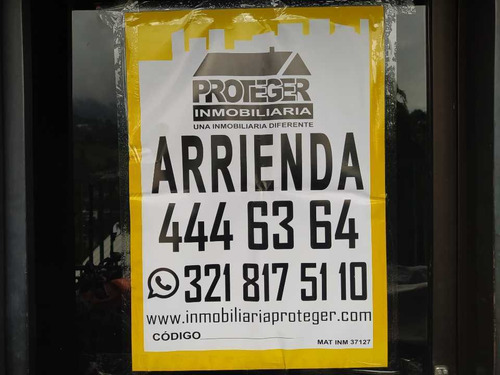 PROTEGER
INMOBILIARIA
UNA INMOBILIARIA DIFERENTE
ARRIENDA
444 63 64
321 817 51 10
www.inmobiliariaproteger.com
CÓDIGO
MAT INM 37127